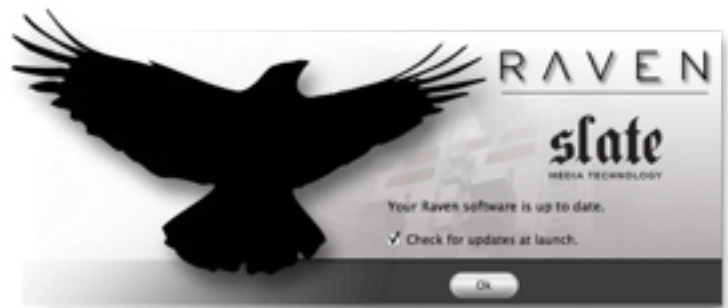 RAVEN
slate
MEDIA TECHNOLOGY
Your Raven software is up to date.
Check for updates at launch.
Ok